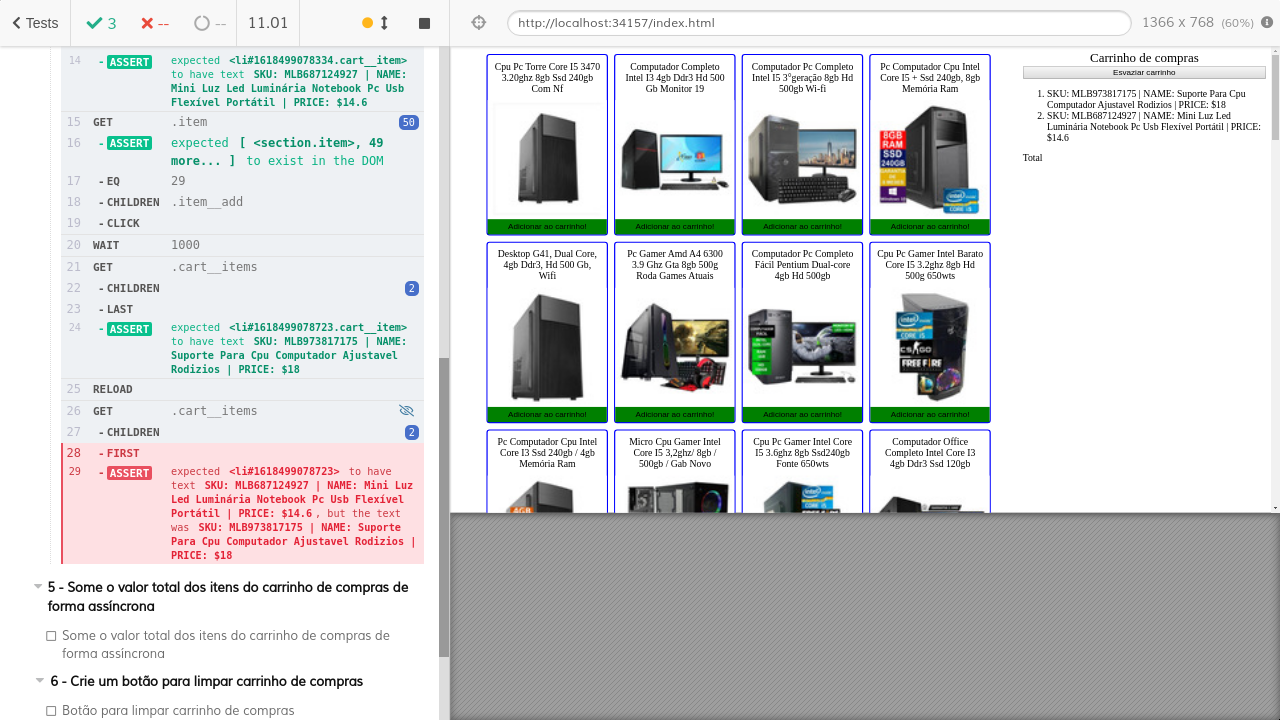 Tests
3
--
--
11.01
http://localhost:34157/index.html
1366 x 768 (60%)
14 - ASSERT expected <li#1618499078334.cart__item>
to have text SKU: MLB687124927 | NAME:
Mini Luz Led Luminária Notebook Pc Usb
Flexível Portátil | PRICE: $14.6
15 GET .item 50
16 - ASSERT expected [ <section.item>, 49
more... ] to exist in the DOM
17 - EQ 29
18 - CHILDREN .item__add
19 - CLICK
20 WAIT 1000
21 GET .cart__items
22 - CHILDREN 2
23 - LAST
24 - ASSERT expected <li#1618499078723.cart__item>
to have text SKU: MLB973817175 | NAME:
Suporte Para Cpu Computador Ajustavel
Rodizios | PRICE: $18
25 RELOAD
26 GET .cart__items
27 - CHILDREN 2
28 - FIRST
29 - ASSERT expected <li#1618499078723> to have
text SKU: MLB687124927 | NAME: Mini Luz
Led Luminária Notebook Pc Usb Flexível
Portátil | PRICE: $14.6 , but the text
was SKU: MLB973817175 | NAME: Suporte
Para Cpu Computador Ajustavel Rodizios |
PRICE: $18
5 - Some o valor total dos itens do carrinho de compras de
forma assíncrona
Some o valor total dos itens do carrinho de compras de
forma assíncrona
6 - Crie um botão para limpar carrinho de compras
Botão para limpar carrinho de compras
Cpu Pc Torre Core I5 3470
3.20ghz 8gb Ssd 240gb
Com Nf
Adicionar ao carrinho!
Computador Completo
Intel I3 4gb Ddr3 Hd 500
Gb Monitor 19
Adicionar ao carrinho!
Computador Pc Completo
Intel I5 3°geração 8gb Hd
500gb Wi-fi
Adicionar ao carrinho!
Pc Computador Cpu Intel
Core I5 + Ssd 240gb, 8gb
Memória Ram
8GB
RAM
SSD
240GB
CORE i5
Adicionar ao carrinho!
Desktop G41, Dual Core,
4gb Ddr3, Hd 500 Gb,
Wifi
Adicionar ao carrinho!
Pc Gamer Amd A4 6300
3.9 Ghz Gta 8gb 500g
Roda Games Atuais
Adicionar ao carrinho!
Computador Pc Completo
Fácil Pentium Dual-core
4gb Hd 500gb
Adicionar ao carrinho!
Cpu Pc Gamer Intel Barato
Core I5 3.2ghz 8gb Hd
500g 650wts
CORE i5
CS:GO
FREE FIRE
Adicionar ao carrinho!
Pc Computador Cpu Intel
Core I3 Ssd 240gb / 4gb
Memória Ram
Micro Cpu Gamer Intel
Core I5 3,2ghz/ 8gb /
500gb / Gab Novo
Cpu Pc Gamer Intel Core
I5 3.6ghz 8gb Ssd240gb
Fonte 650wts
Computador Office
Completo Intel Core I3
4gb Ddr3 Ssd 120gb
Carrinho de compras
Esvaziar carrinho
1. SKU: MLB973817175 | NAME: Suporte Para Cpu
Computador Ajustavel Rodizios | PRICE: $18
2. SKU: MLB687124927 | NAME: Mini Luz Led
Luminária Notebook Pc Usb Flexível Portátil | PRICE:
$14.6
Total